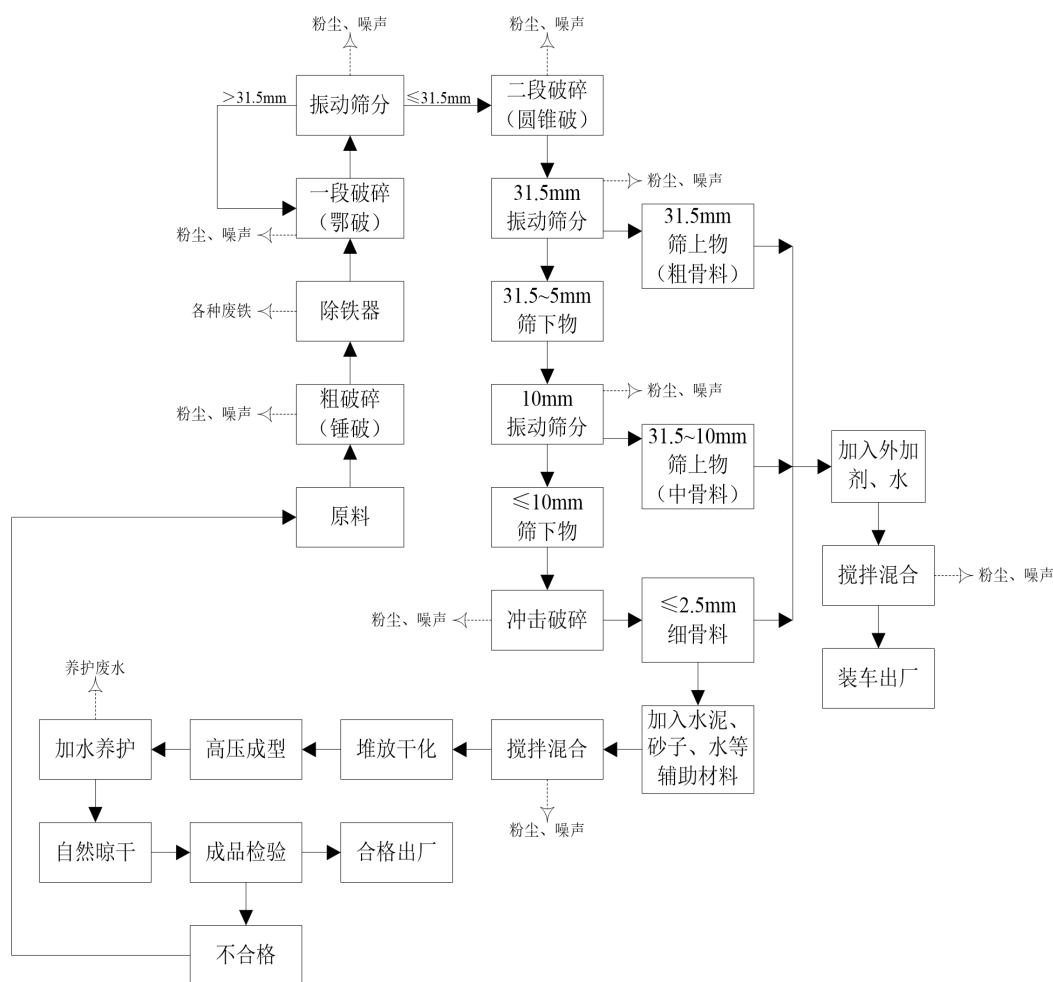 粉尘、噪声
粉尘、噪声
>31.5mm
振动筛分
≤31.5mm
二段破碎
（圆锥破）
一段破碎
（鄂破）
粉尘、噪声
31.5mm
振动筛分
粉尘、噪声
31.5mm
筛上物
（粗骨料）
各种废铁
除铁器
31.5~5mm
筛下物
粉尘、噪声
粗破碎
（锤破）
10mm
振动筛分
粉尘、噪声
31.5~10mm
筛上物
（中骨料）
加入外加
剂、水
原料
≤10mm
筛下物
搅拌混合
粉尘、噪声
粉尘、噪声
冲击破碎
≤2.5mm
细骨料
装车出厂
养护废水
加水养护
高压成型
堆放干化
搅拌混合
加入水泥、
砂子、水等
辅助材料
粉尘、噪声
自然晾干
成品检验
合格出厂
不合格